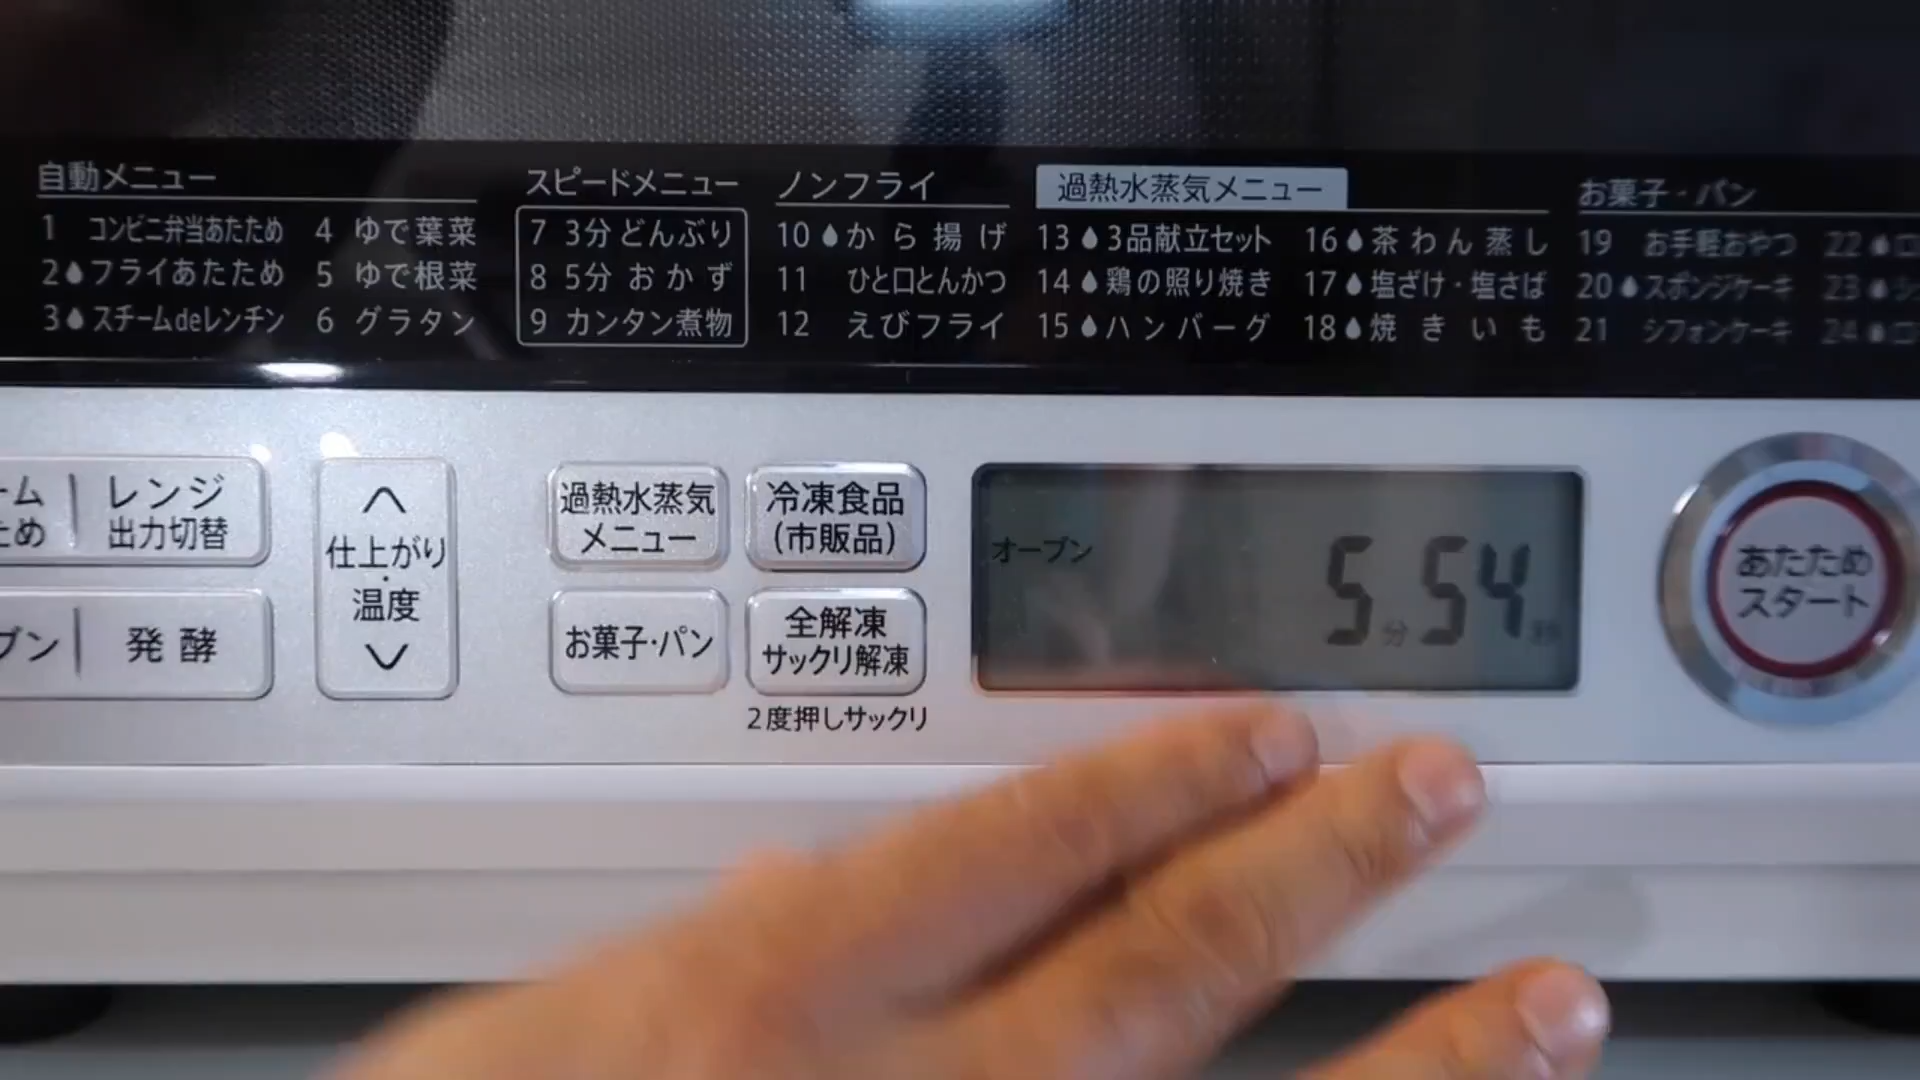 自動メニュー
1 コンビニ弁当あたため 4 ゆで葉菜
2 フライあたため 5 ゆで根菜
3 スチームdeレンチン 6 グラタン
スピードメニュー
7 3分どんぶり
8 5分おかず
9 カンタン煮物
ノンフライ
10 から揚げ
11 ひと口とんかつ
12 えびフライ
過熱水蒸気メニュー
13 3品献立セット 16 茶わん蒸し
14 鶏の照り焼き 17 塩ざけ・塩さば
15 ハンバーグ 18 焼きいも
お菓子・パン
19 お手軽おやつ 22
20 スポンジケーキ 23
21 シフォンケーキ 24
ーム
ため
レンジ
出力切替
ブン
発酵
仕上がり
・
温度
過熱水蒸気
メニュー
冷凍食品
(市販品)
お菓子・パン
全解凍
サックリ解凍
2度押しサックリ
オーブン
5分54秒
あたため
スタート